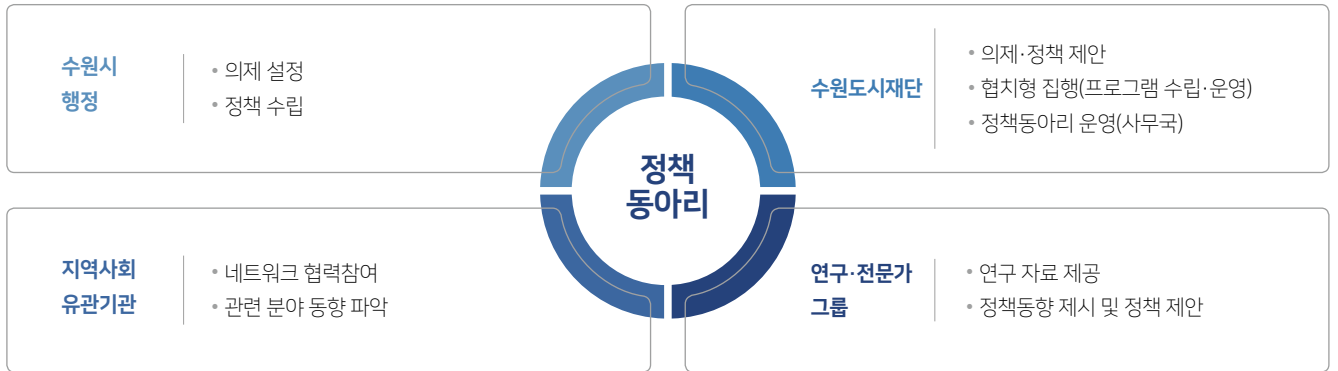 수원시
행정
• 의제 설정
• 정책 수립
수원도시재단
• 의제·정책 제안
• 협치형 집행(프로그램 수립·운영)
• 정책동아리 운영(사무국)
정책
동아리
지역사회
유관기관
• 네트워크 협력참여
• 관련 분야 동향 파악
연구·전문가
그룹
• 연구 자료 제공
• 정책동향 제시 및 정책 제안